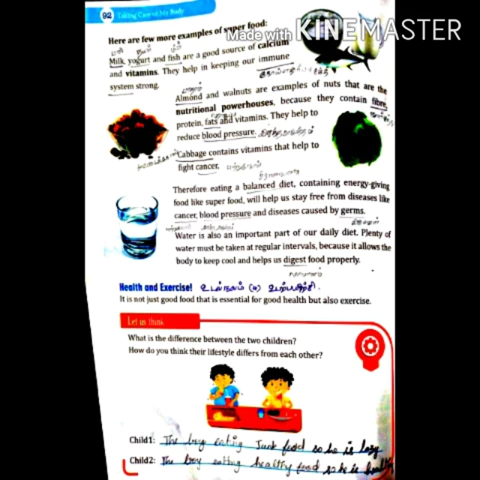 92 Taking Care of My Body
Made with KINEMASTER
Here are few more examples of super food:
Milk, yogurt and fish are a good source of calcium
and vitamins. They help in keeping our immune
system strong.
Almond and walnuts are examples of nuts that are the
nutritional powerhouses, because they contain fibre,
protein, fats and vitamins. They help to
reduce blood pressure.
Cabbage contains vitamins that help to
fight cancer.
Therefore eating a balanced diet, containing energy-giving
food like super food, will help us stay free from diseases like
cancer, blood pressure and diseases caused by germs.
Water is also an important part of our daily diet. Plenty of
water must be taken at regular intervals, because it allows the
body to keep cool and helps us digest food properly.
Health and Exercise! உடல்நலம்
It is not just good food that is essential for good health but also exercise.
Let us think
What is the difference between the two children?
How do you think their lifestyle differs from each other?
Child1: The boy eating Junk food so he is lazy
Child2: The boy eating healthy food so he is healthy